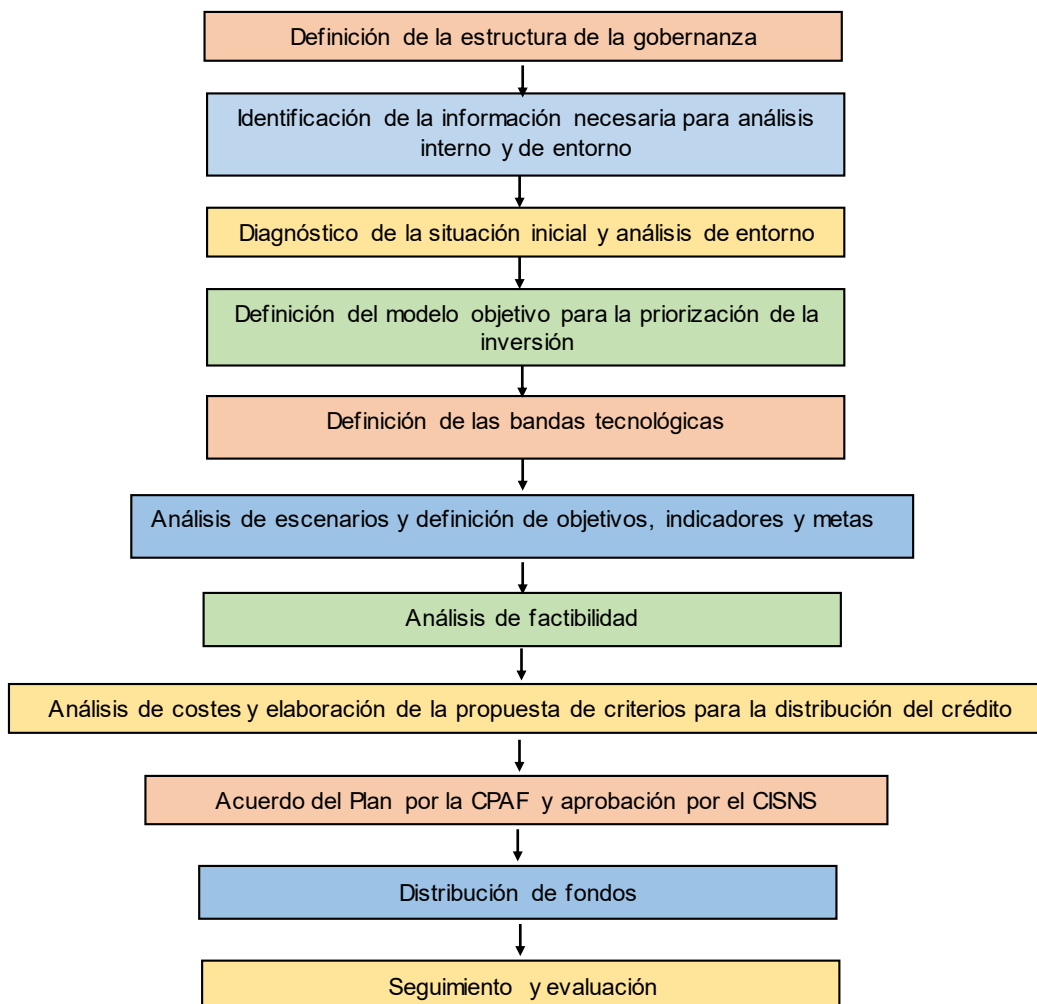 Definición de la estructura de la gobernanza
Identificación de la información necesaria para análisis
interno y de entorno
Diagnóstico de la situación inicial y análisis de entorno
Definición del modelo objetivo para la priorización de la
inversión
Definición de las bandas tecnológicas
Análisis de escenarios y definición de objetivos, indicadores y metas
Análisis de factibilidad
Análisis de costes y elaboración de la propuesta de criterios para la distribución del crédito
Acuerdo del Plan por la CPAF y aprobación por el CISNS
Distribución de fondos
Seguimiento y evaluación